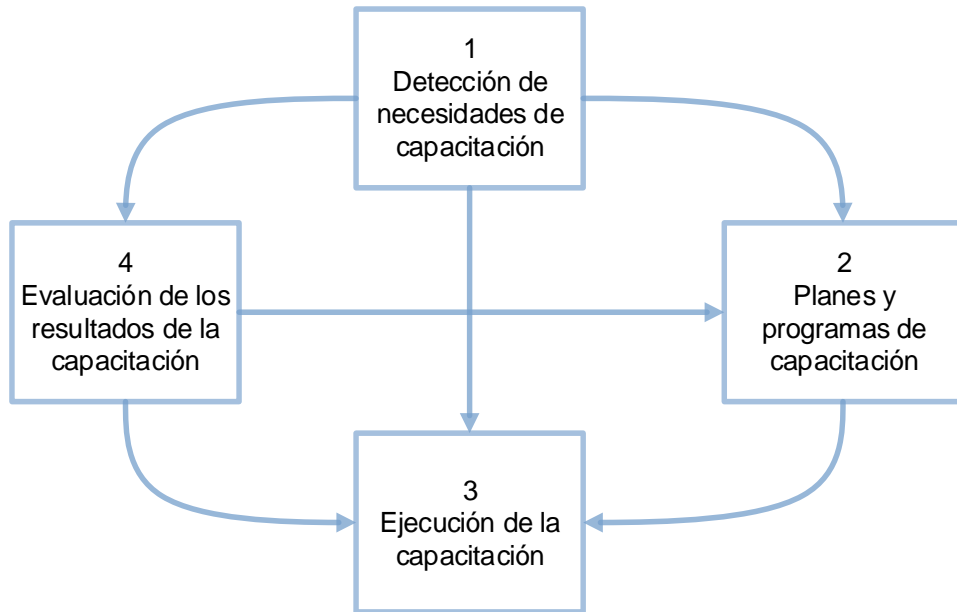 1
Detección de
necesidades de
capacitación
4
Evaluación de los
resultados de la
capacitación
2
Planes y
programas de
capacitación
3
Ejecución de la
capacitación